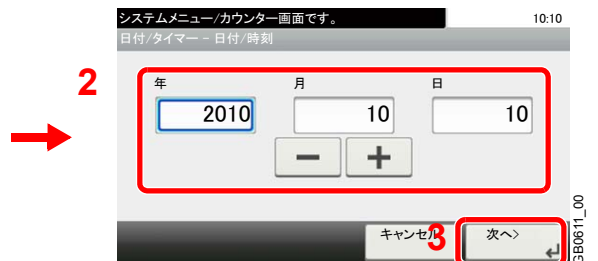 システムメニュー/カウンター画面です。 10:10
日付/タイマー - 日付/時刻
2
年 月 日
2010 10 10
− +
キャンセル 3 次へ>
GB0611_00